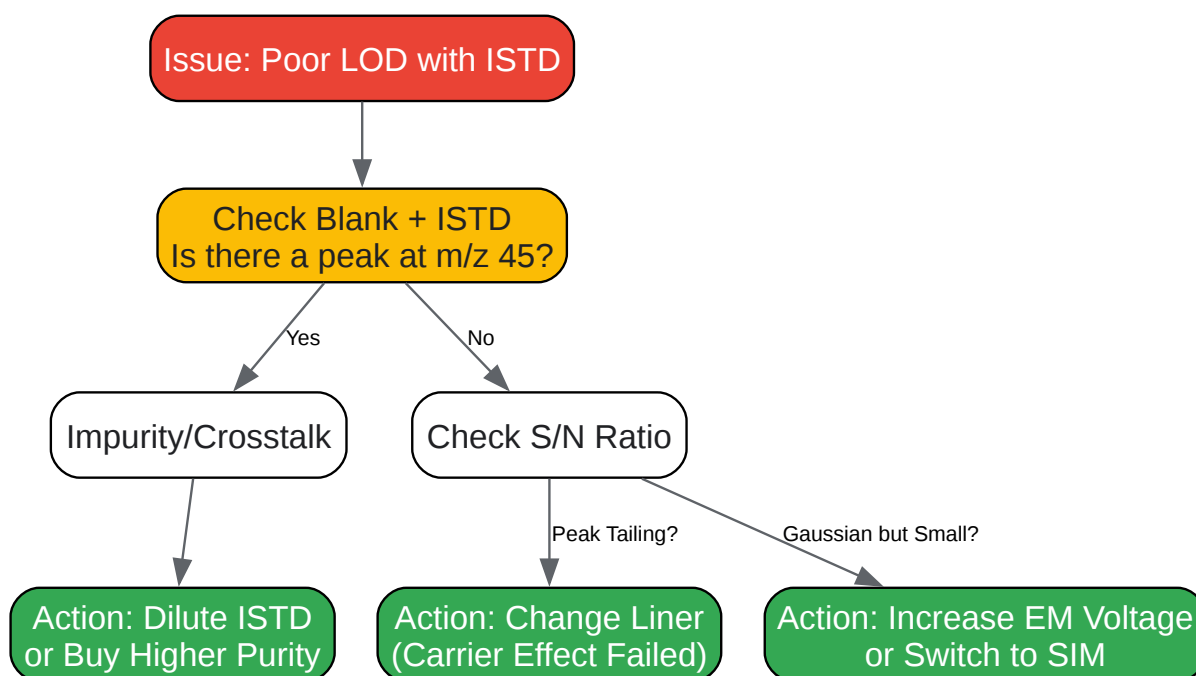 Issue: Poor LOD with ISTD
Check Blank + ISTD
Is there a peak at m/z 45?
Yes
No
Impurity/Crosstalk
Check S/N Ratio
Peak Tailing?
Gaussian but Small?
Action: Dilute ISTD
or Buy Higher Purity
Action: Change Liner
(Carrier Effect Failed)
Action: Increase EM Voltage
or Switch to SIM